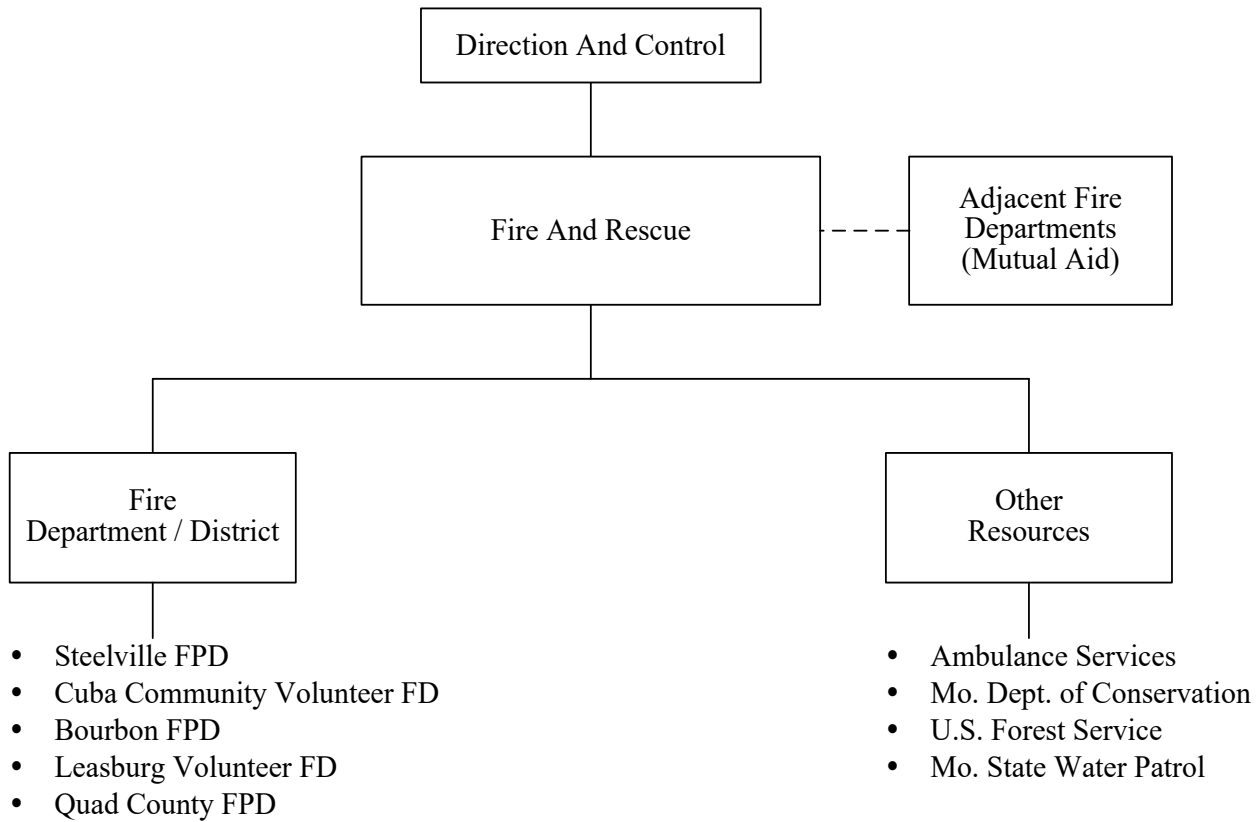 Direction And Control
Fire And Rescue
Adjacent Fire
Departments
(Mutual Aid)
Fire
Department / District
Other
Resources
• Steelville FPD
• Cuba Community Volunteer FD
• Bourbon FPD
• Leasburg Volunteer FD
• Quad County FPD
• Ambulance Services
• Mo. Dept. of Conservation
• U.S. Forest Service
• Mo. State Water Patrol